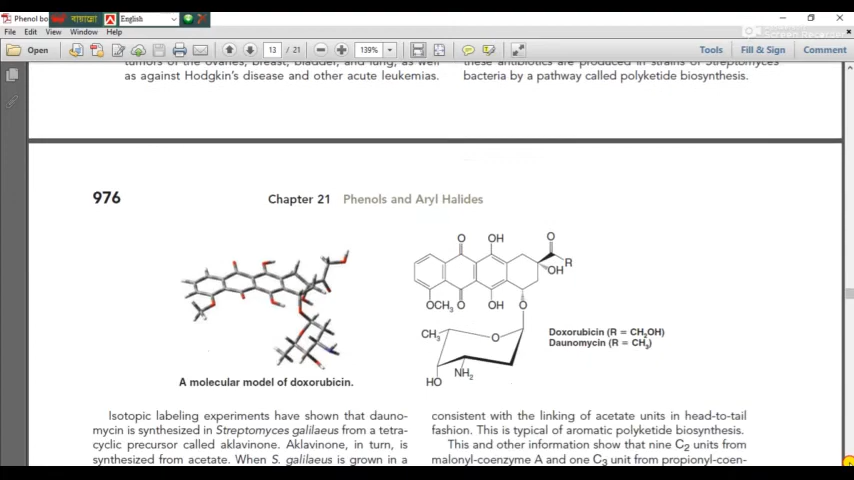 Phenol bo
বায়ান্নো
English
File Edit View Window Help
Open
13 / 21
139%
Tools Fill & Sign Comment
tumors of the ovaries, breast, bladder, and lung, as well
as against Hodgkin's disease and other acute leukemias.
these antibiotics are produced in strains of Streptomyces
bacteria by a pathway called polyketide biosynthesis.
976
Chapter 21 Phenols and Aryl Halides
O OH O
R
OH
OCH3 O OH O
CH3 O
NH2
HO
Doxorubicin (R = CH2OH)
Daunomycin (R = CH3)
A molecular model of doxorubicin.
Isotopic labeling experiments have shown that dauno-
mycin is synthesized in Streptomyces galilaeus from a tetra-
cyclic precursor called aklavinone. Aklavinone, in turn, is
synthesized from acetate. When S. galilaeus is grown in a
consistent with the linking of acetate units in head-to-tail
fashion. This is typical of aromatic polyketide biosynthesis.
This and other information show that nine C2 units from
malonyl-coenzyme A and one C3 unit from propionyl-coen-